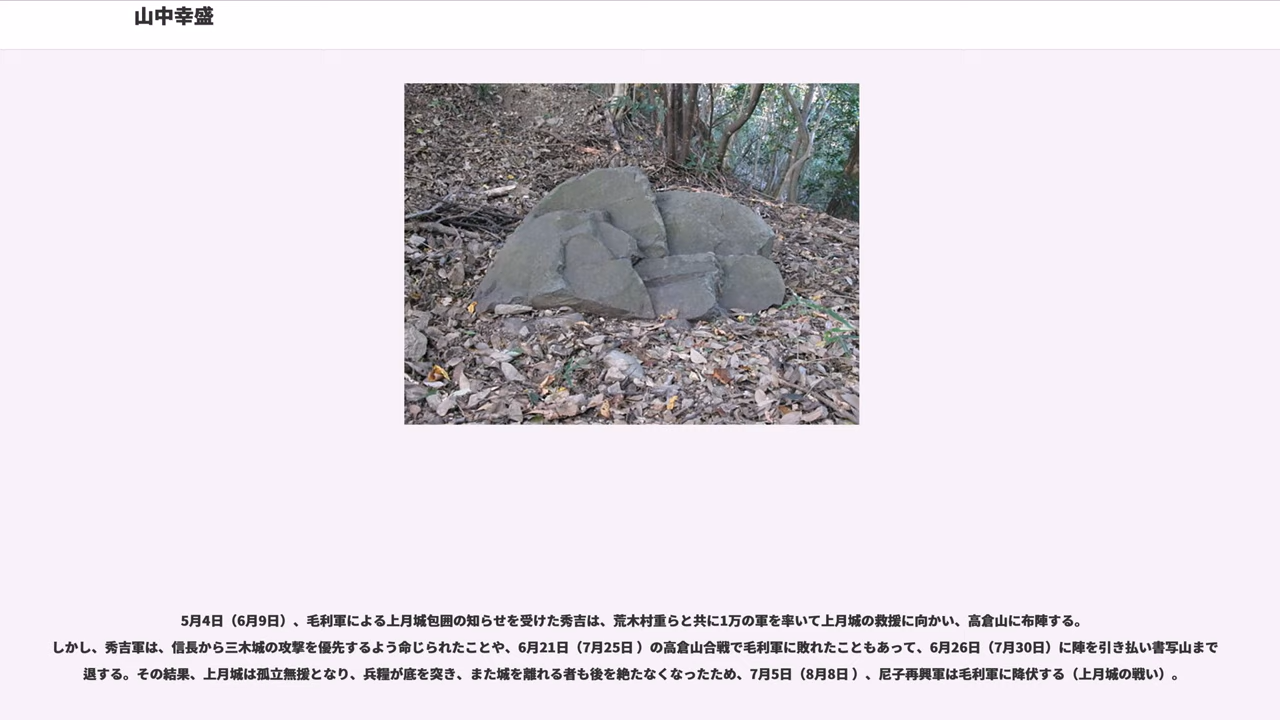 山中幸盛
5月4日（6月9日）、毛利軍による上月城包囲の知らせを受けた秀吉は、荒木村重らと共に1万の軍を率いて上月城の救援に向かい、高倉山に布陣する。
しかし、秀吉軍は、信長から三木城の攻撃を優先するよう命じられたことや、6月21日（7月25日 ）の高倉山合戦で毛利軍に敗れたこともあって、6月26日（7月30日）に陣を引き払い書写山まで
退する。その結果、上月城は孤立無援となり、兵糧が底を突き、また城を離れる者も後を絶たなくなったため、7月5日（8月8日 ）、尼子再興軍は毛利軍に降伏する（上月城の戦い）。